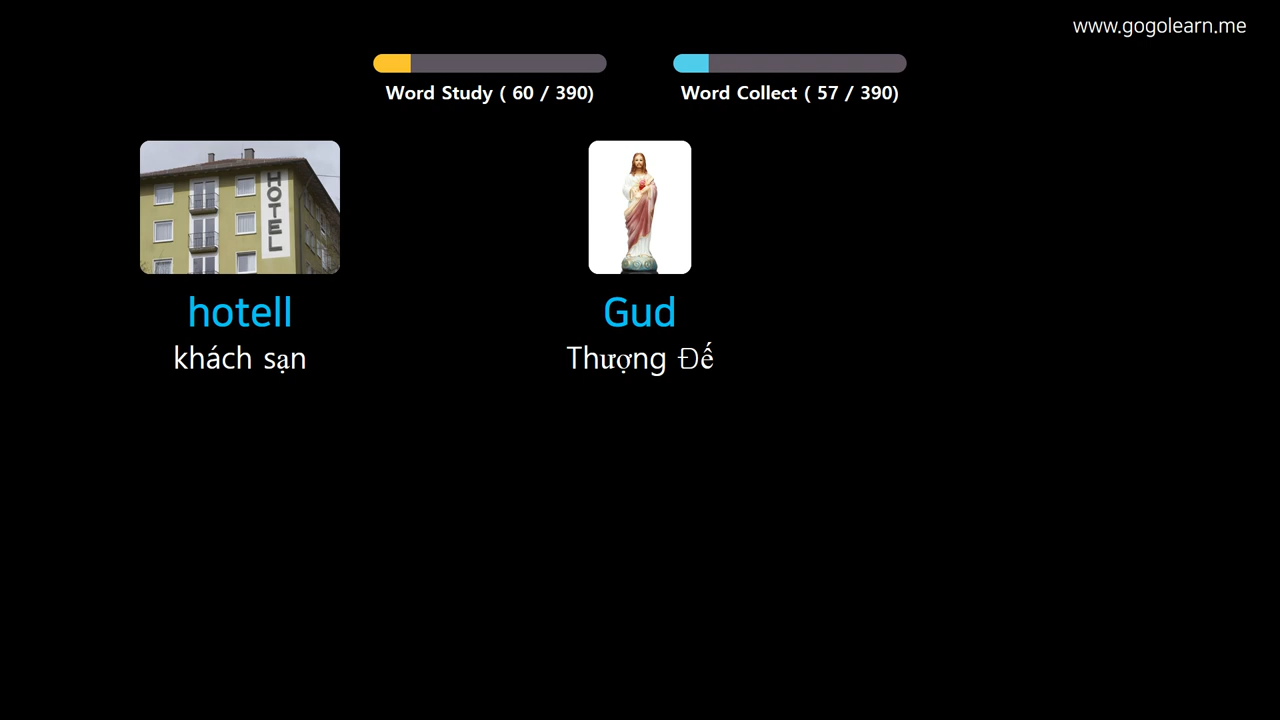 www.gogolearn.me
Word Study ( 60 / 390)
Word Collect ( 57 / 390)
HOTEL
hotell
Gud
khách sạn
Thượng Đế